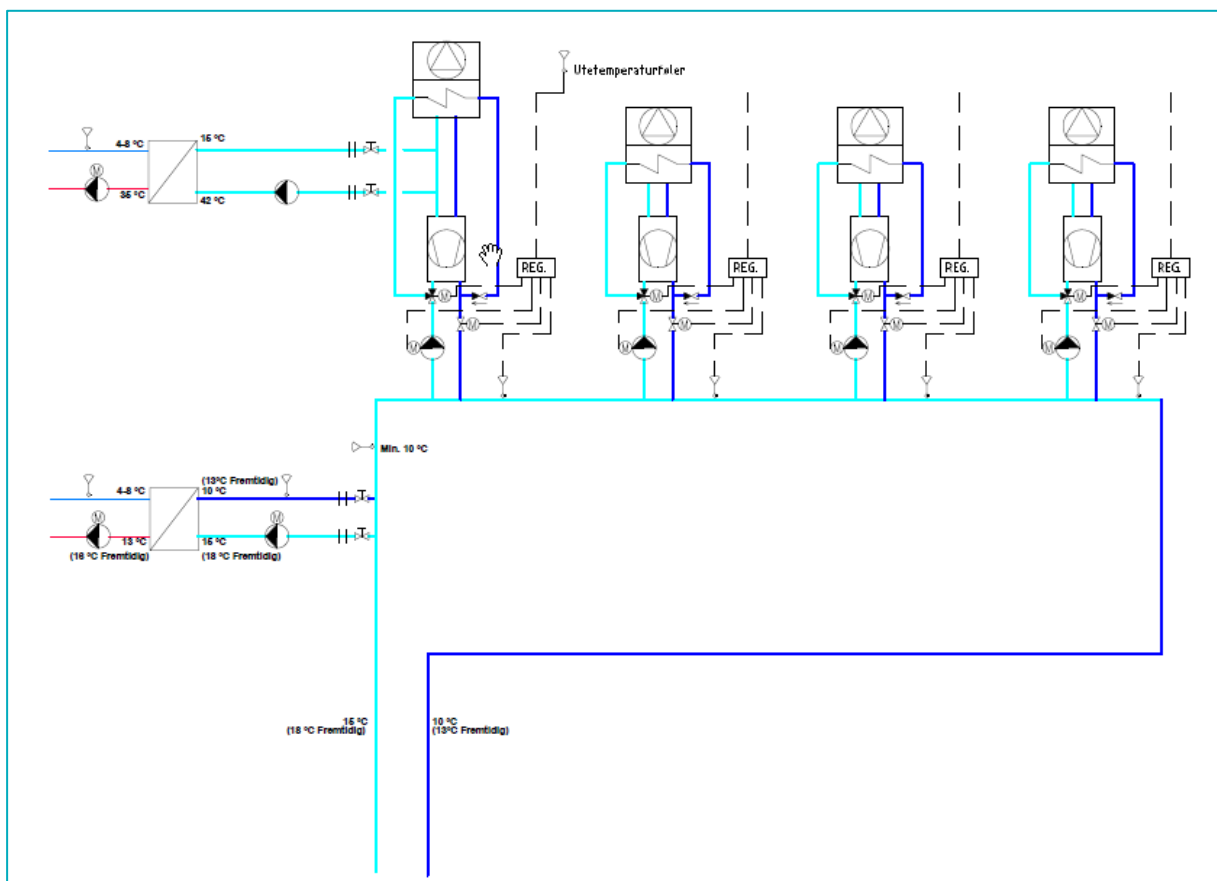 Utetemperaturføler
4-8 ºC
15 ºC
M
35 ºC
42 ºC
REG.
REG.
REG.
REG.
M
M
M
M
M
M
M
M
M
M
M
M
Min. 10 ºC
(13ºC Fremtidig)
4-8 ºC
10 ºC
M
M
13 ºC
15 ºC
(16 ºC Fremtidig)
(18 ºC Fremtidig)
15 ºC
(18 ºC Fremtidig)
10 ºC
(13ºC Fremtidig)